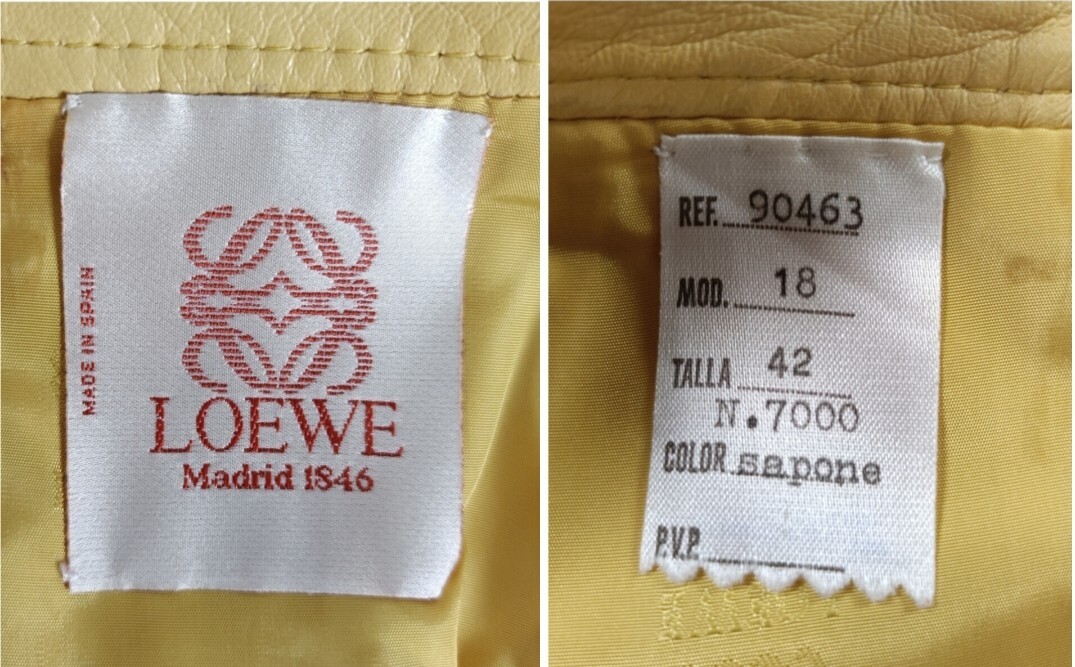 MADE IN SPAIN
LOEWE
Madrid 1846
REF. 90463
MOD. 18
TALLA 42
N.7000
COLOR sapone
P.V.P.